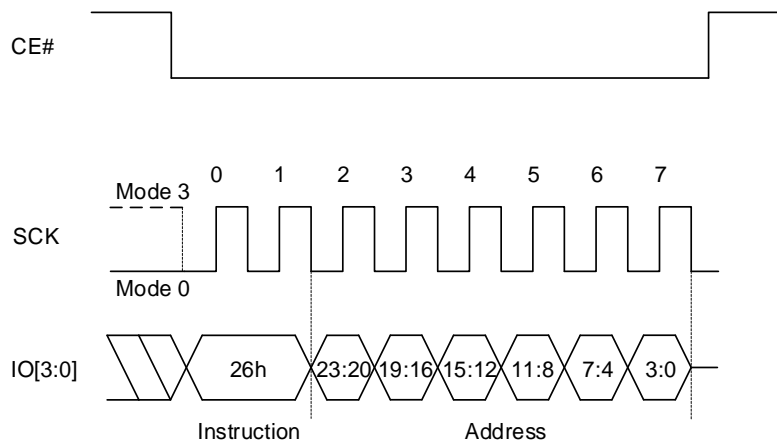 CE#
0 1 2 3 4 5 6 7
Mode 3
SCK
Mode 0
IO[3:0] 26h 23:20 19:16 15:12 11:8 7:4 3:0
Instruction Address